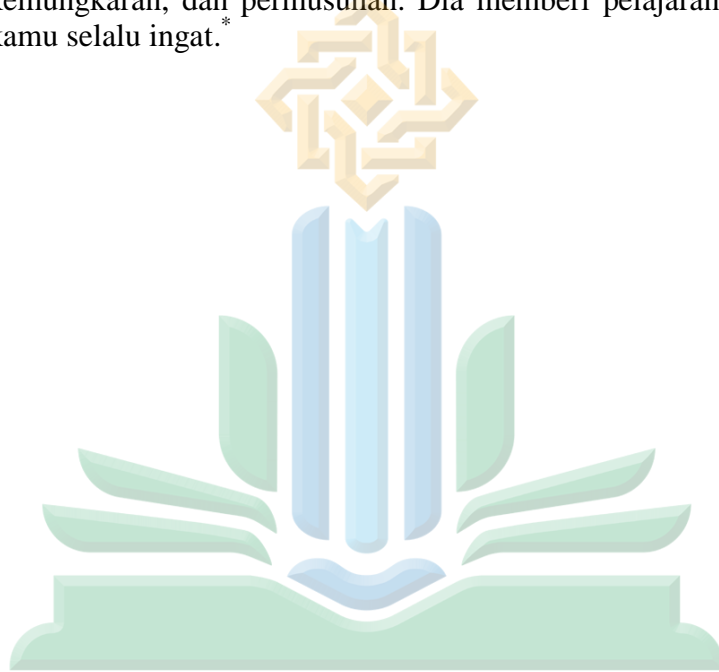 kemungkaran, dan permusuhan. Dia memberi pelajaran
kamu selalu ingat.*